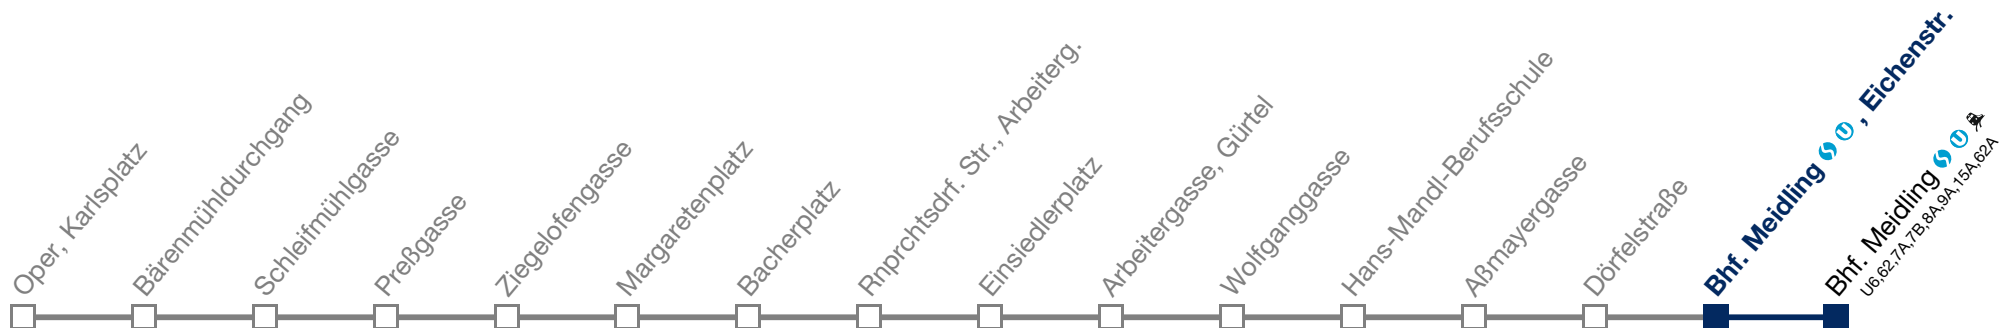 Oper, Karlsplatz
Bärenmühldurchgang
Schleifmühlgasse
Preßgasse
Ziegelofengasse
Margaretenplatz
Bacherplatz
Rnprchtsdrf. Str., Arbeiterg.
Einsiedlerplatz
Arbeitergasse, Gürtel
Wolfganggasse
Hans-Mandl-Berufsschule
Aßmayergasse
Dörfelstraße
Bhf. Meidling S U , Eichenstr.
Bhf. Meidling S U
U6,62,7A,7B,8A,9A,15A,62A